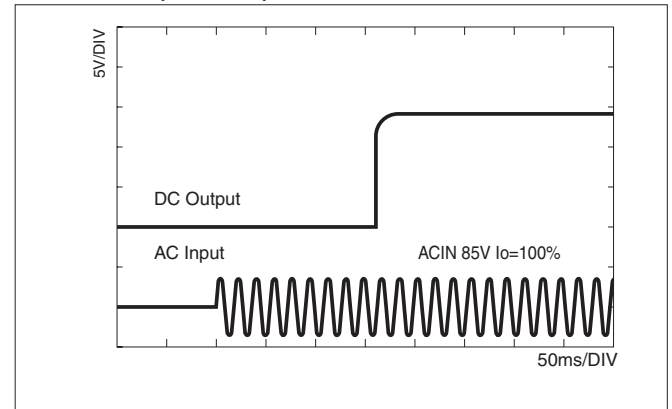 5V/DIV
DC Output
AC Input
ACIN 85V Io=100%
50ms/DIV